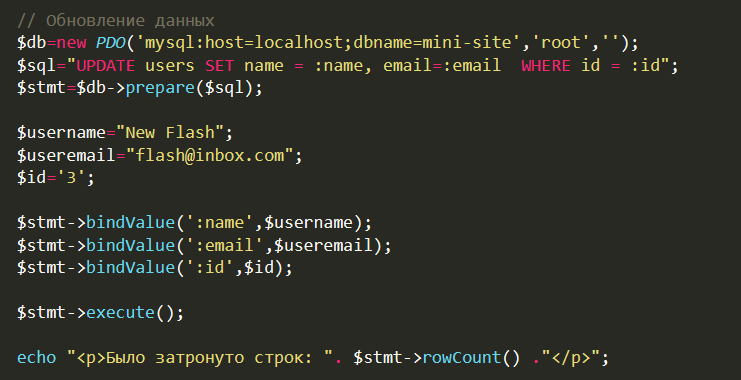 // Обновление данных
$db=new PDO('mysql:host=localhost;dbname=mini-site','root','');
$sql="UPDATE users SET name = :name, email=:email  WHERE id = :id";
$stmt=$db->prepare($sql);
$username="New Flash";
$useremail="flash@inbox.com";
$id='3';
$stmt->bindValue(':name',$username);
$stmt->bindValue(':email',$useremail);
$stmt->bindValue(':id',$id);
$stmt->execute();
echo "<p>Было затронуто строк: ". $stmt->rowCount() ."</p>";